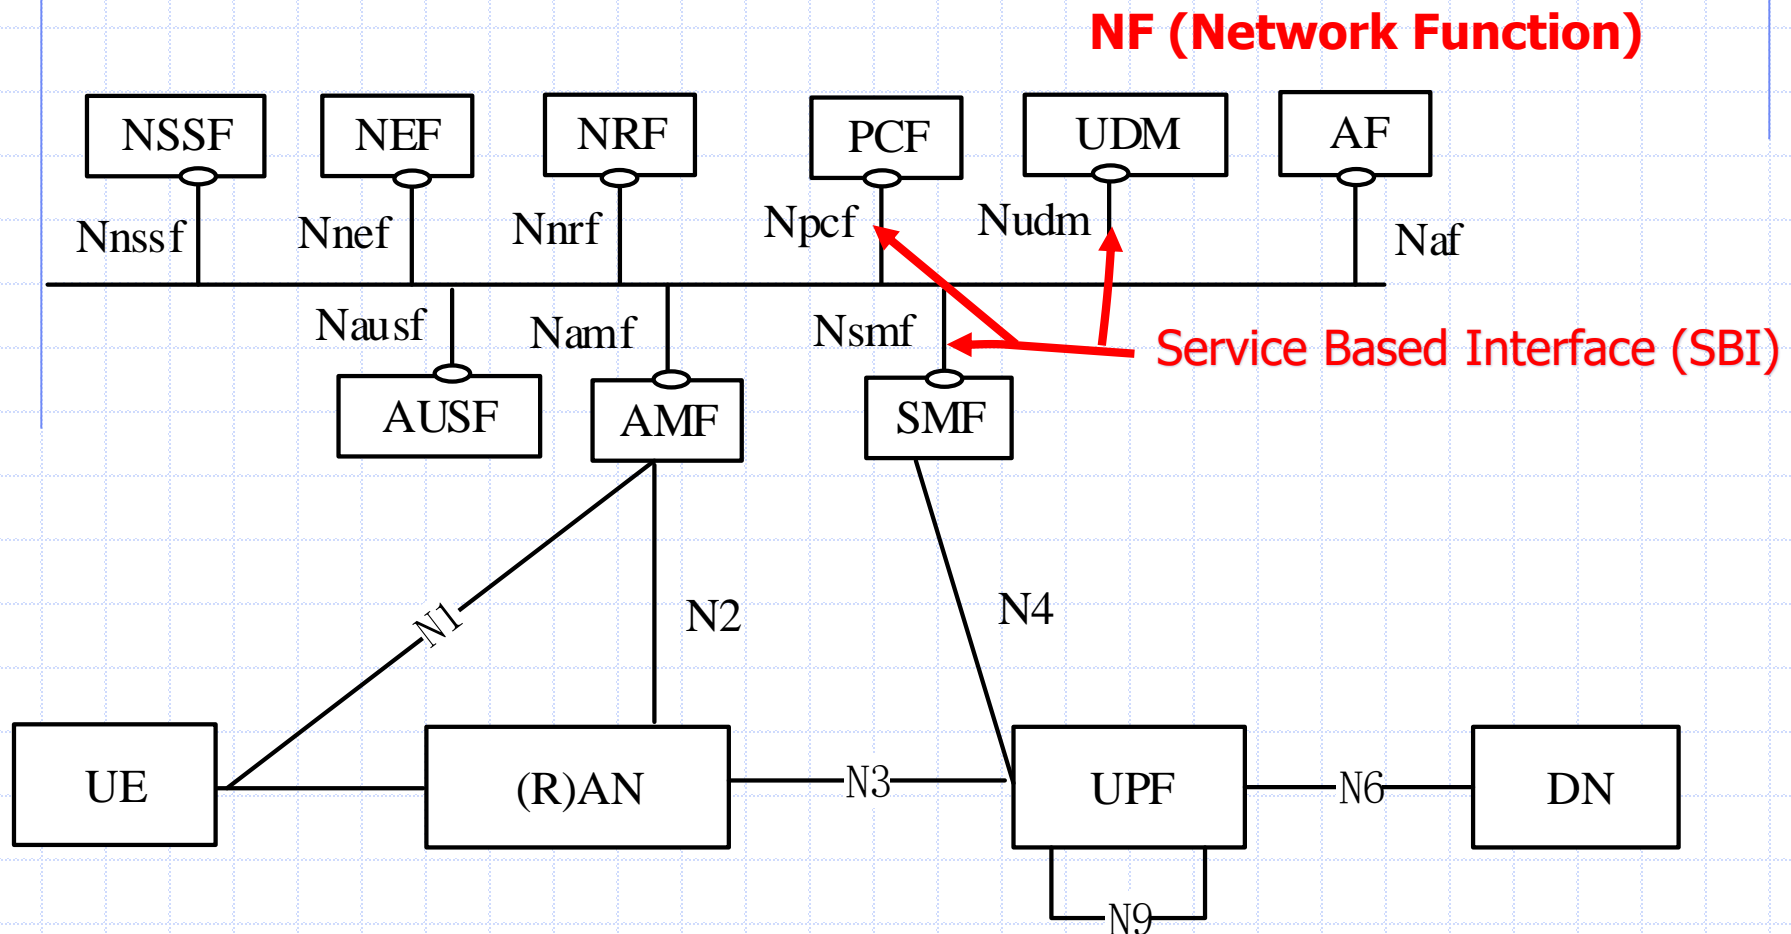 NF (Network Function)
NSSF
NEF
NRF
PCF
UDM
AF
Nnssf
Nnef
Nnrf
Npcf
Nudm
Naf
Nausf
Namf
Nsmf
Service Based Interface (SBI)
AUSF
AMF
SMF
N1
N2
N4
UE
(R)AN
N3
UPF
N6
DN
N9